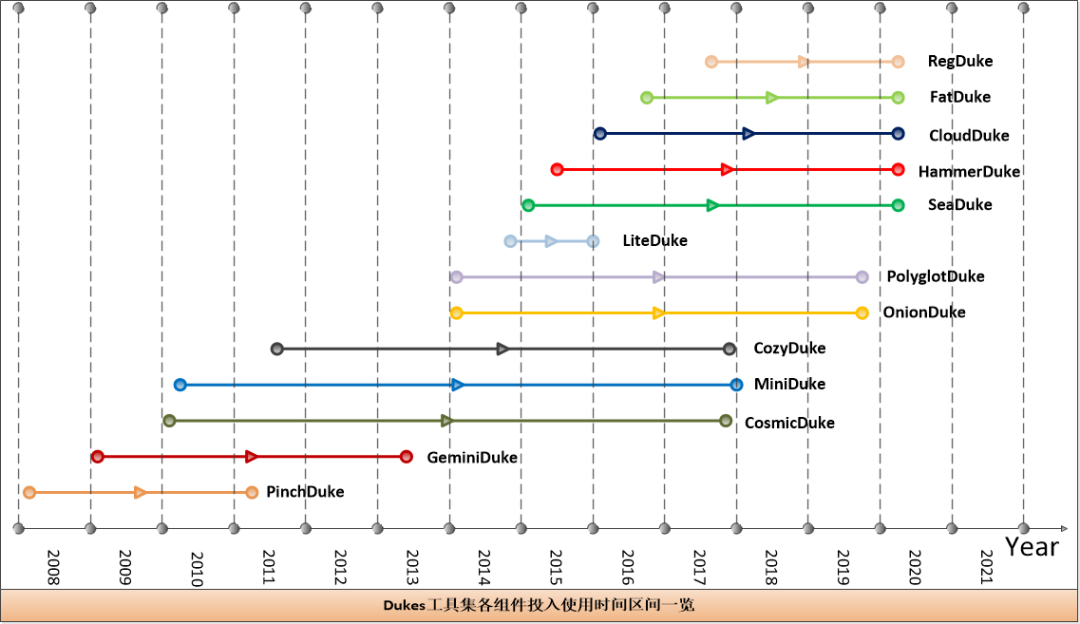 RegDuke
FatDuke
CloudDuke
HammerDuke
SeaDuke
LiteDuke
PolyglotDuke
OnionDuke
CozyDuke
MiniDuke
CosmicDuke
GeminiDuke
PinchDuke
Year
2008
2009
2010
2011
2012
2013
2014
2015
2016
2017
2018
2019
2020
2021
Dukes工具集各组件投入使用时间区间一览